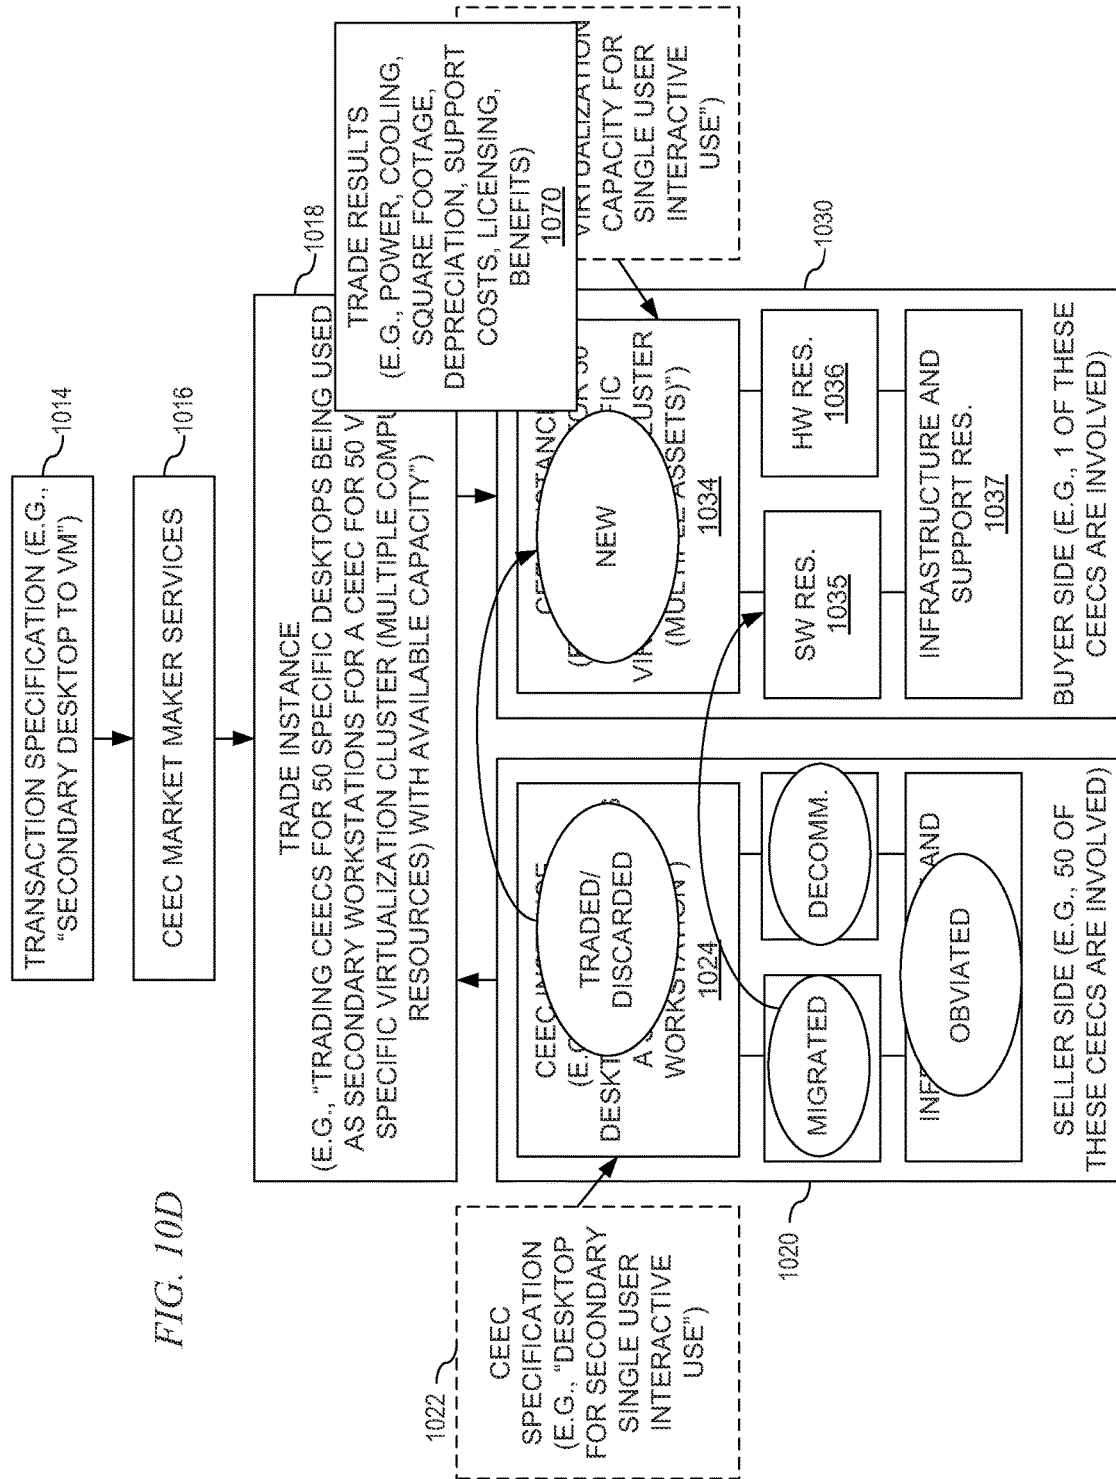 FIG. 10D
TRANSACTION SPECIFICATION (E.G.,
“SECONDARY DESKTOP TO VM”)
1014
CEEC MARKET MAKER SERVICES
1016
TRADE INSTANCE
(E.G., “TRADING CEECS FOR 50 SPECIFIC DESKTOPS BEING USED
AS SECONDARY WORKSTATIONS FOR A CEEC FOR 50
SPECIFIC VIRTUALIZATION CLUSTER (MULTIPLE
RESOURCES) WITH AVAILABLE CAPACITY”)
1018
TRADE RESULTS
(E.G., POWER, COOLING,
SQUARE FOOTAGE,
DEPRECIATION, SUPPORT
COSTS, LICENSING,
BENEFITS)
1070
1022
CEEC
SPECIFICATION
(E.G., “DESKTOP
FOR SECONDARY
SINGLE USER
INTERACTIVE
USE”)
CEEC
WORKSTATION
1024
TRADED/
DISCARDED
MIGRATED
DECOMM.
AND
OBVIATED
SELLER SIDE (E.G., 50 OF
THESE CEECS ARE INVOLVED)
1020
NEW
ASSETS)”)
1034
SW RES.
1035
HW RES.
1036
INFRASTRUCTURE AND
SUPPORT RES.
1037
BUYER SIDE (E.G., 1 OF THESE
CEECS ARE INVOLVED)
1030
VIRTUALIZATION
CAPACITY FOR
SINGLE USER
INTERACTIVE
USE”)